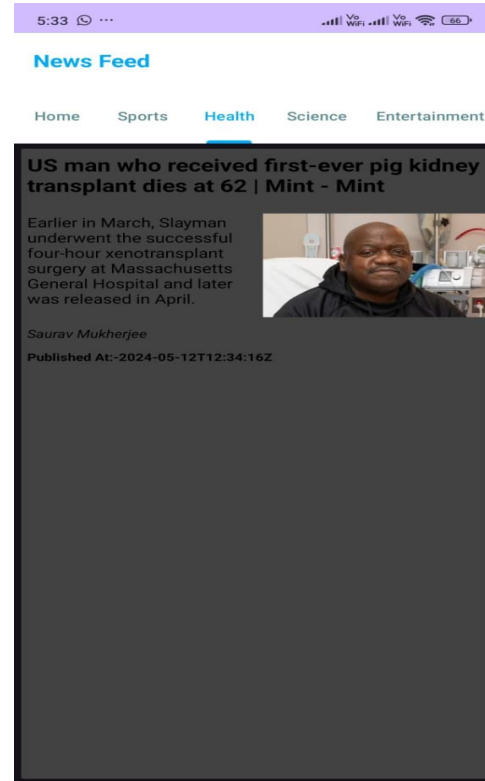 5:33 ...
Vo
WiFi
Vo
WiFi
66
News Feed
Home Sports Health Science Entertainment
US man who received first-ever pig kidney
transplant dies at 62 | Mint - Mint
Earlier in March, Slayman
underwent the successful
four-hour xenotransplant
surgery at Massachusetts
General Hospital and later
was released in April.
Saurav Mukherjee
Published At:-2024-05-12T12:34:16Z